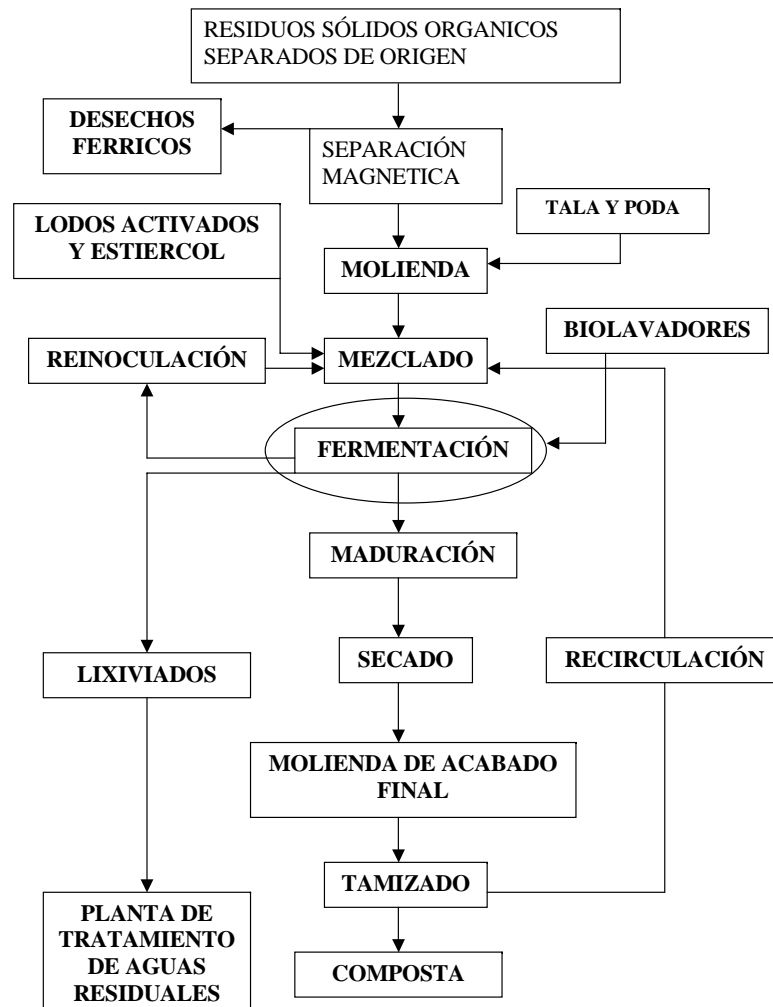 RESIDUOS SÓLIDOS ORGANICOS
SEPARADOS DE ORIGEN
DESECHOS
FERRICOS
SEPARACIÓN
MAGNETICA
TALA Y PODA
LODOS ACTIVADOS
Y ESTIERCOL
MOLIENDA
BIOLAVADORES
REINOCULACIÓN
MEZCLADO
FERMENTACIÓN
MADURACIÓN
LIXIVIADOS
SECADO
RECIRCULACIÓN
MOLIENDA DE ACABADO
FINAL
TAMIZADO
PLANTA DE
TRATAMIENTO
DE AGUAS
RESIDUALES
COMPOSTA